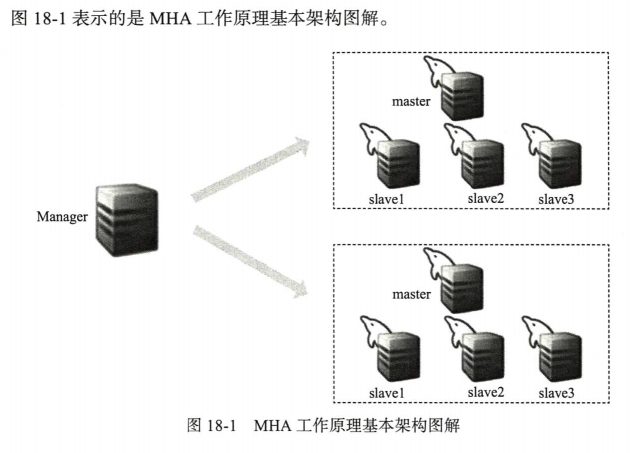 图 18-1 表示的是 MHA 工作原理基本架构图解。
master
slave1
slave2
slave3
Manager
master
slave1
slave2
slave3
图 18-1 MHA 工作原理基本架构图解